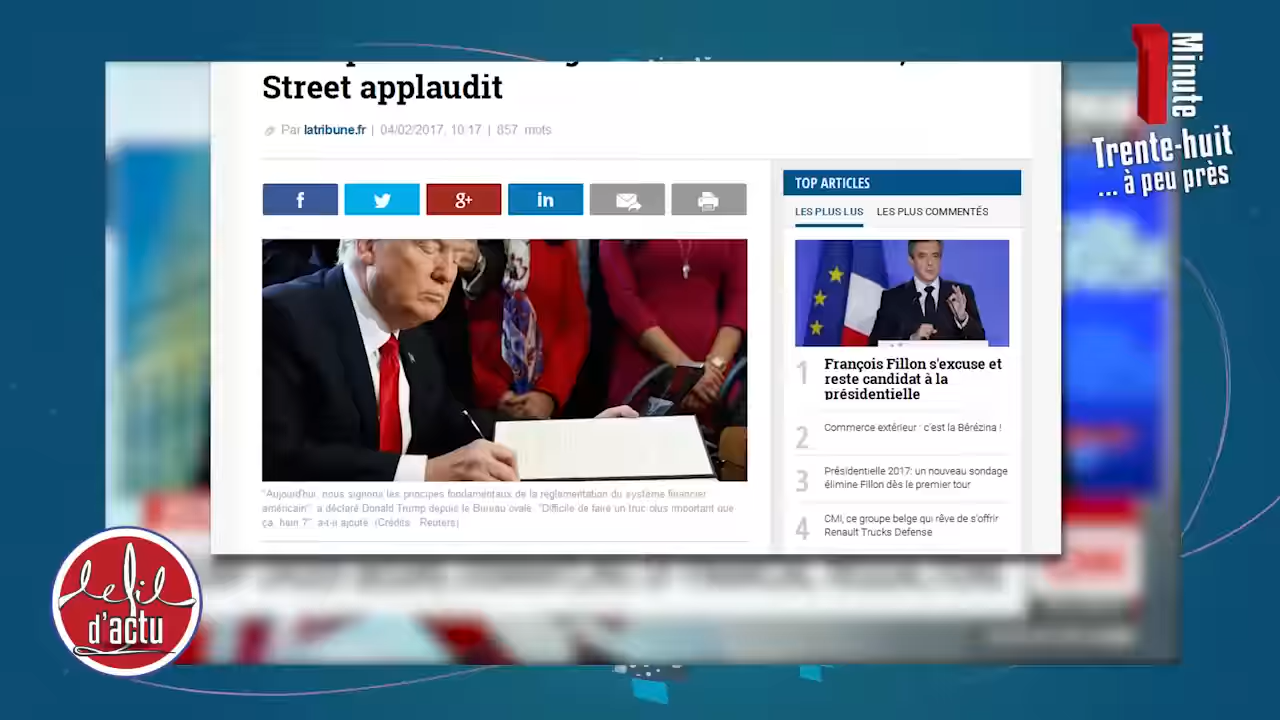 Street applaudit
Par latribune.fr | 04/02/2017, 10:17 | 857 mots
f
g+
in
"Aujourd'hui, nous signons les principes fondamentaux de la réglementation du système financier
américain" a déclaré Donald Trump depuis le Bureau ovale. "Difficile de faire un truc plus important que
ça, hein ?" a-t-il ajouté. (Crédits : Reuters)
TOP ARTICLES
LES PLUS LUS LES PLUS COMMENTÉS
1 François Fillon s'excuse et
reste candidat à la
présidentielle
2 Commerce extérieur : c'est la Bérézina !
3 Présidentielle 2017: un nouveau sondage
élimine Fillon dès le premier tour
4 CMI, ce groupe belge qui rêve de s'offrir
Renault Trucks Defense
1 Minute
Trente-huit
... à peu près
le fil
d'actu